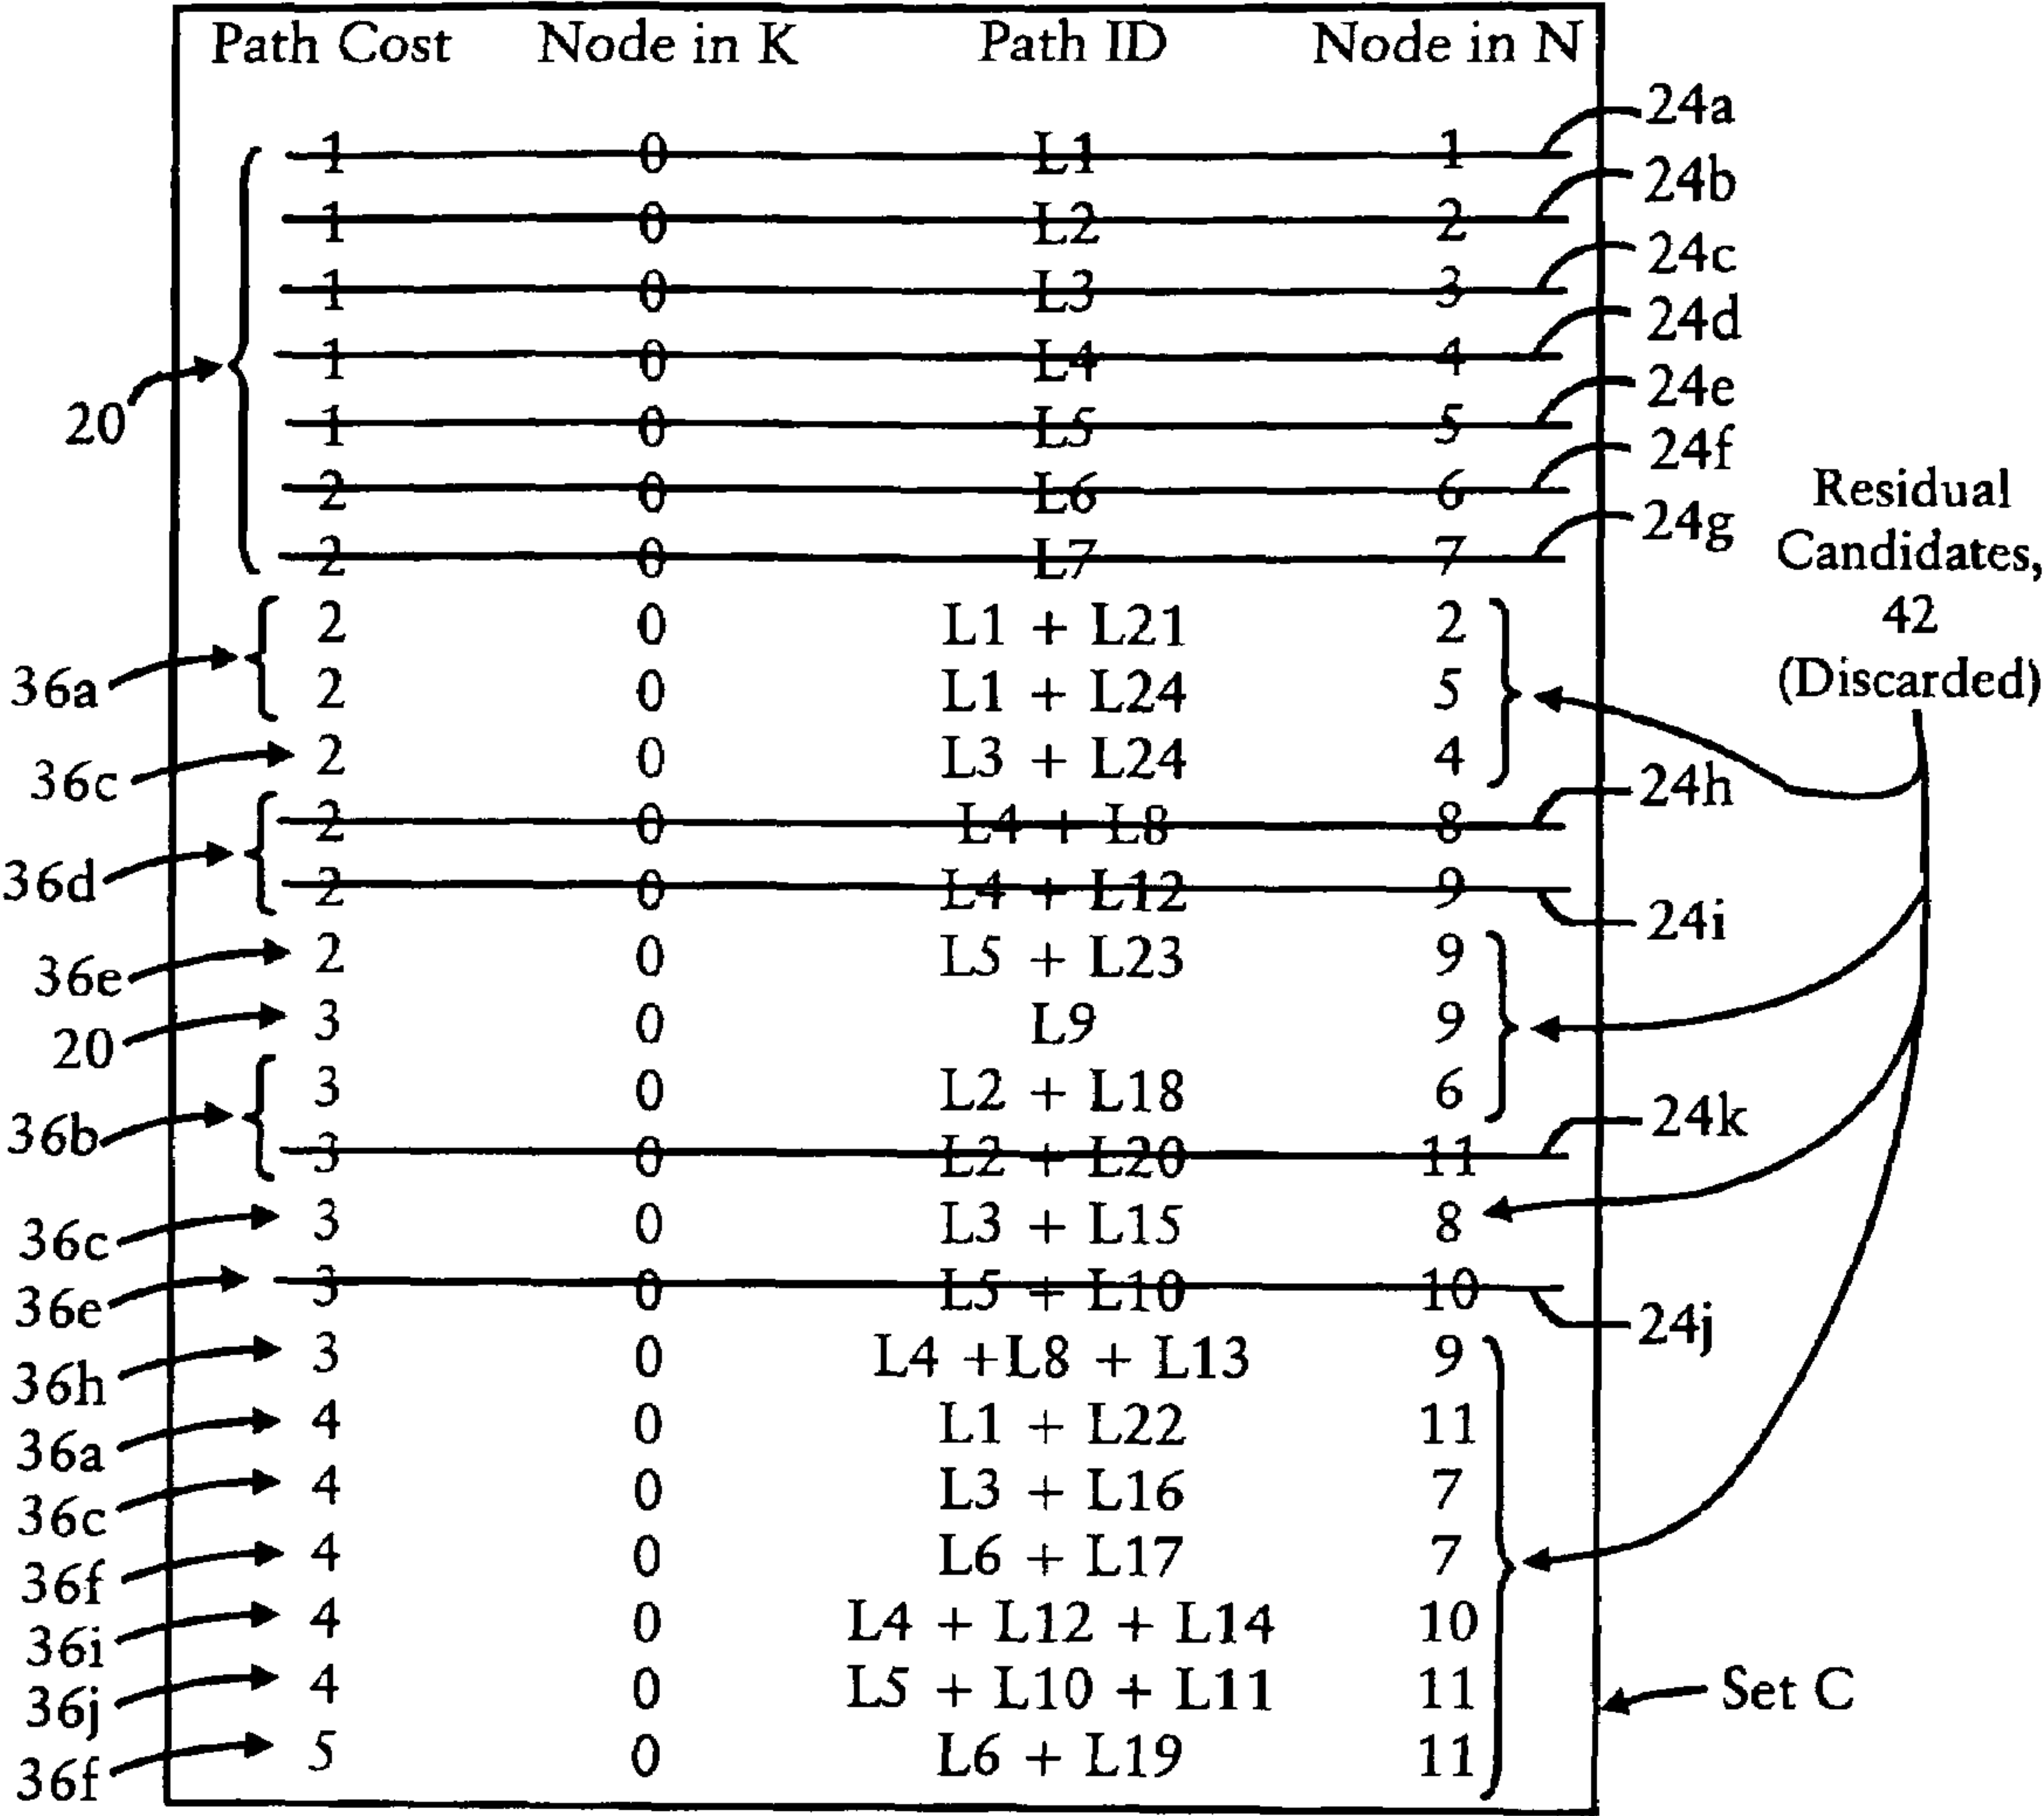 Path Cost Node in K Path ID Node in N
24a
1 0 L1 1
24b
1 0 L2 2
24c
1 0 L3 3
24d
1 0 L4 4
24e
20
1 0 L5 5
24f
2 0 L6 6
24g
2 0 L7 7
Residual
Candidates,
42
(Discarded)
2 0 L1 + L21 2
36a
2 0 L1 + L24 5
36c
2 0 L3 + L24 4
24h
2 0 L4 + L8 8
36d
2 0 L4 + L12 9
24i
36e
2 0 L5 + L23 9
20
3 0 L9 9
3 0 L2 + L18 6
36b
24k
3 0 L2 + L20 11
36c
3 0 L3 + L15 8
36e
3 0 L5 + L10 10
24j
36h
3 0 L4 +L8 + L13 9
36a
4 0 L1 + L22 11
36c
4 0 L3 + L16 7
36f
4 0 L6 + L17 7
36i
4 0 L4 + L12 + L14 10
36j
4 0 L5 + L10 + L11 11
Set C
36f
5 0 L6 + L19 11